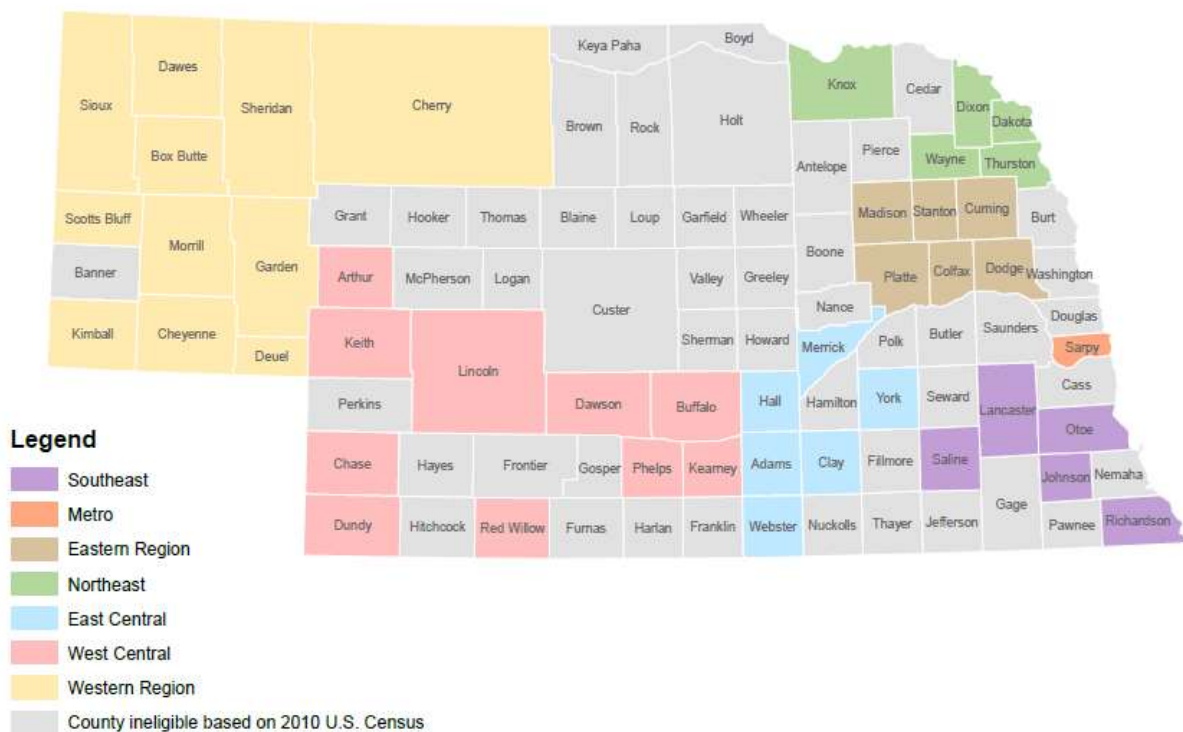 Keya Paha
Boyd
Sioux
Dawes
Sheridan
Cherry
Knox
Cedar
Dixon
Dakota
Brown
Rock
Holt
Box Butte
Antelope
Pierce
Wayne
Thurston
Scotts Bluff
Morrill
Garden
Grant
Hooker
Thomas
Blaine
Loup
Garfield
Wheeler
Madison
Stanton
Cuming
Burt
Banner
Arthur
McPherson
Logan
Custer
Valley
Greeley
Boone
Platte
Colfax
Dodge
Washington
Nance
Kimball
Cheyenne
Deuel
Keith
Lincoln
Sherman
Howard
Merrick
Polk
Butler
Saunders
Douglas
Sarpy
Perkins
Dawson
Buffalo
Hall
Hamilton
York
Seward
Lancaster
Cass
Otoe
Chase
Hayes
Frontier
Gosper
Phelps
Kearney
Adams
Clay
Fillmore
Saline
Johnson
Nemaha
Dundy
Hitchcock
Red Willow
Furnas
Harlan
Franklin
Webster
Nuckolls
Thayer
Jefferson
Gage
Pawnee
Richardson
Legend
Southeast
Metro
Eastern Region
Northeast
East Central
West Central
Western Region
County ineligible based on 2010 U.S. Census